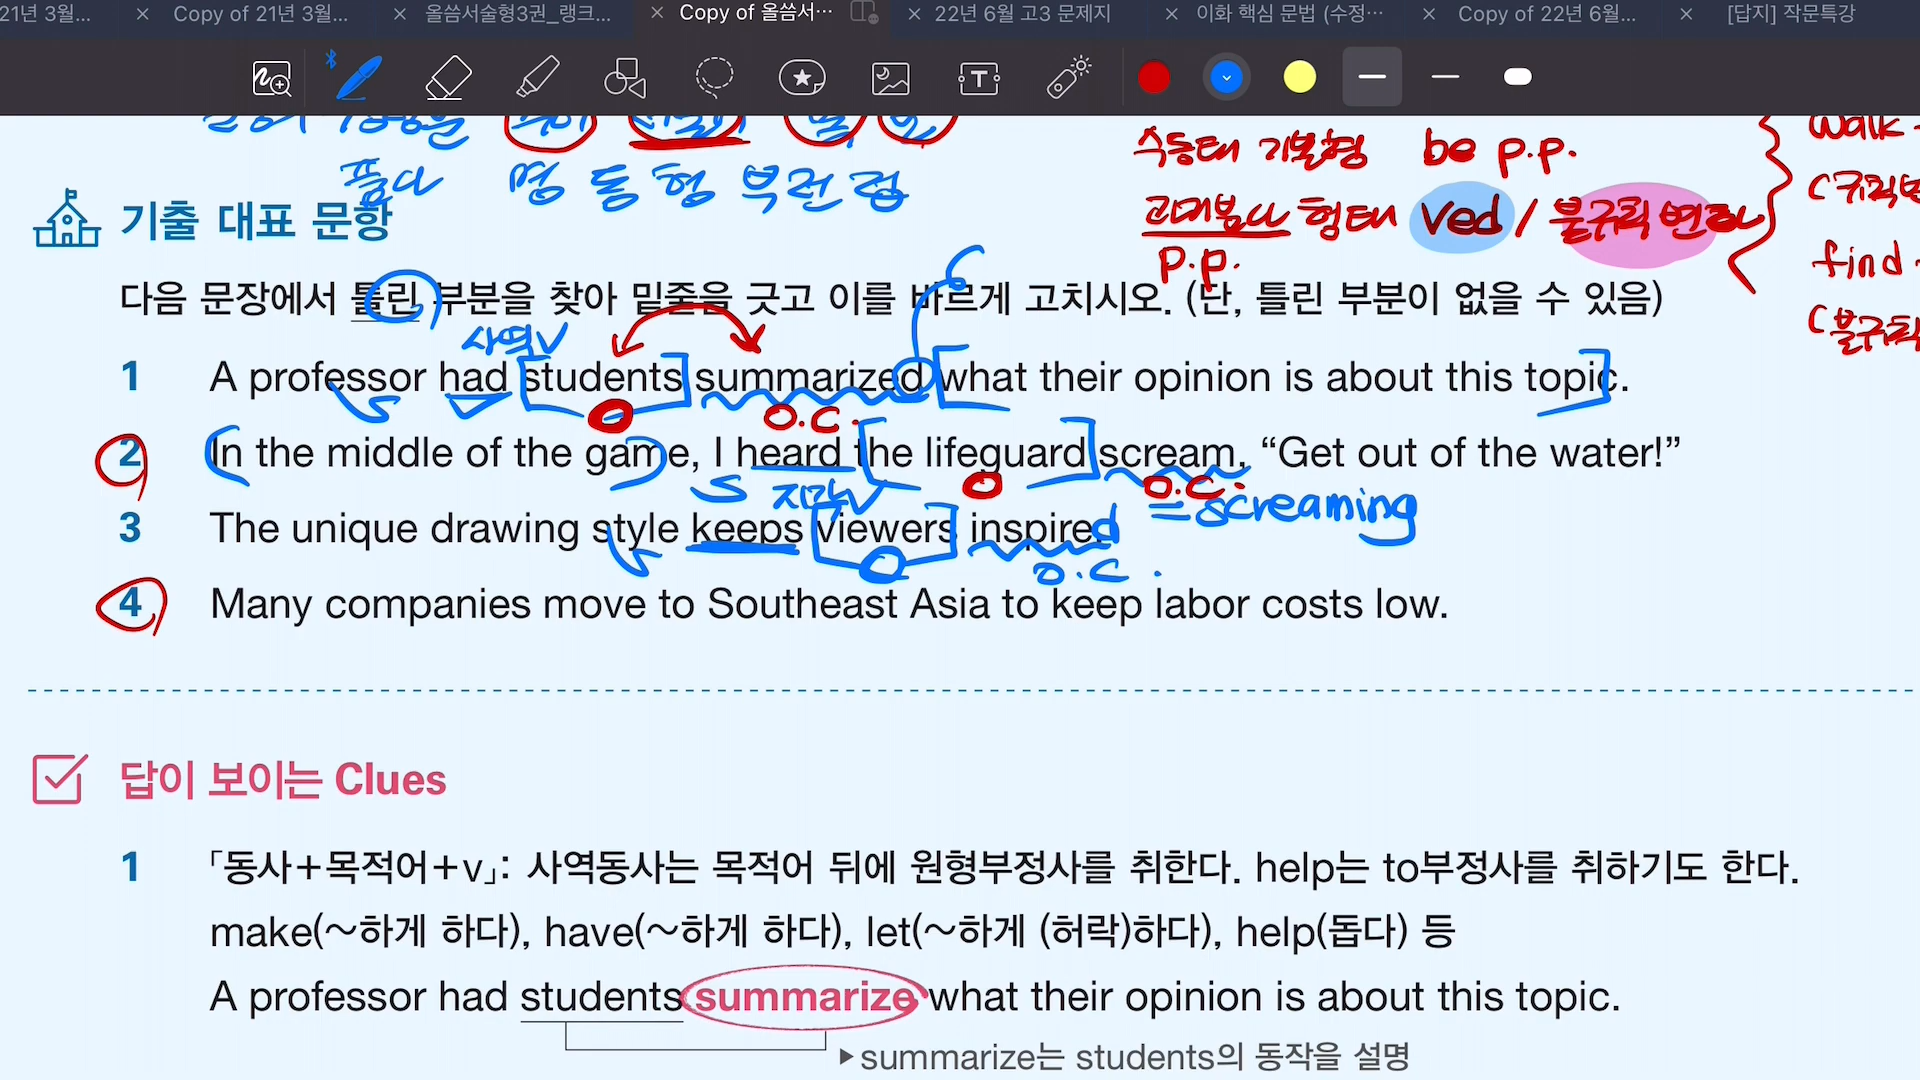 21년 3월...
× Copy of 21년 3월...
× 올씀서술형3권_랭크...
× Copy of 올씀서...
× 22년 6월 고3 문제지
× 이화 핵심 문법 (수정...
× Copy of 22년 6월...
× [답지] 작문특강
수동태 기본형 be p.p.
walk
품다 명 동 형 부 전 접
형태 ved / 불규칙 변화
p.p.
find
기출 대표 문항
다음 문장에서 틀린 부분을 찾아 밑줄을 긋고 이를 바르게 고치시오. (단, 틀린 부분이 없을 수 있음)
사역V
1 A professor had students summarized what their opinion is about this topic.
S V O O.C.
2 In the middle of the game, I heard the lifeguard scream, “Get out of the water!”
S 지각V O O.C. = screaming
3 The unique drawing style keeps viewers inspired
S O O.C.
4 Many companies move to Southeast Asia to keep labor costs low.
답이 보이는 Clues
1 「동사+목적어+v」: 사역동사는 목적어 뒤에 원형부정사를 취한다. help는 to부정사를 취하기도 한다.
make(~하게 하다), have(~하게 하다), let(~하게 (허락)하다), help(돕다) 등
A professor had students summarize what their opinion is about this topic.
▶summarize는 students의 동작을 설명